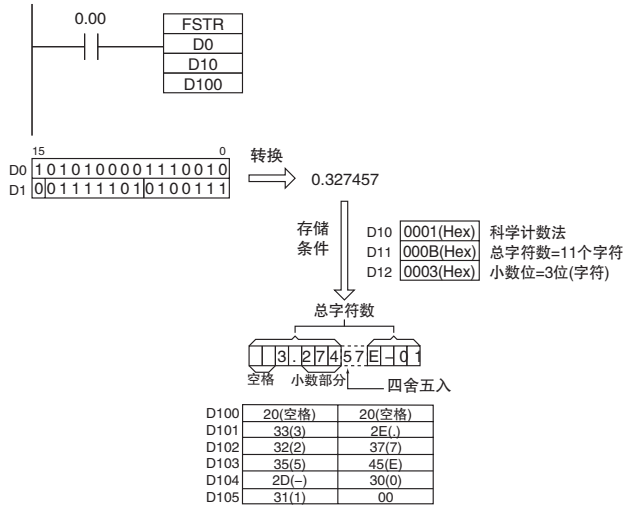 0.00
FSTR
D0
D10
D100
15 0
D0 1010100001110010
D1 0011111010100111
转换
0.327457
存储
条件
D10 0001(Hex) 科学计数法
D11 000B(Hex) 总字符数=11个字符
D12 0003(Hex) 小数位=3位(字符)
总字符数
3.27457E-01
空格 小数部分
四舍五入
D100 20(空格) 20(空格)
D101 33(3) 2E(.)
D102 32(2) 37(7)
D103 35(5) 45(E)
D104 2D(-) 30(0)
D105 31(1) 00